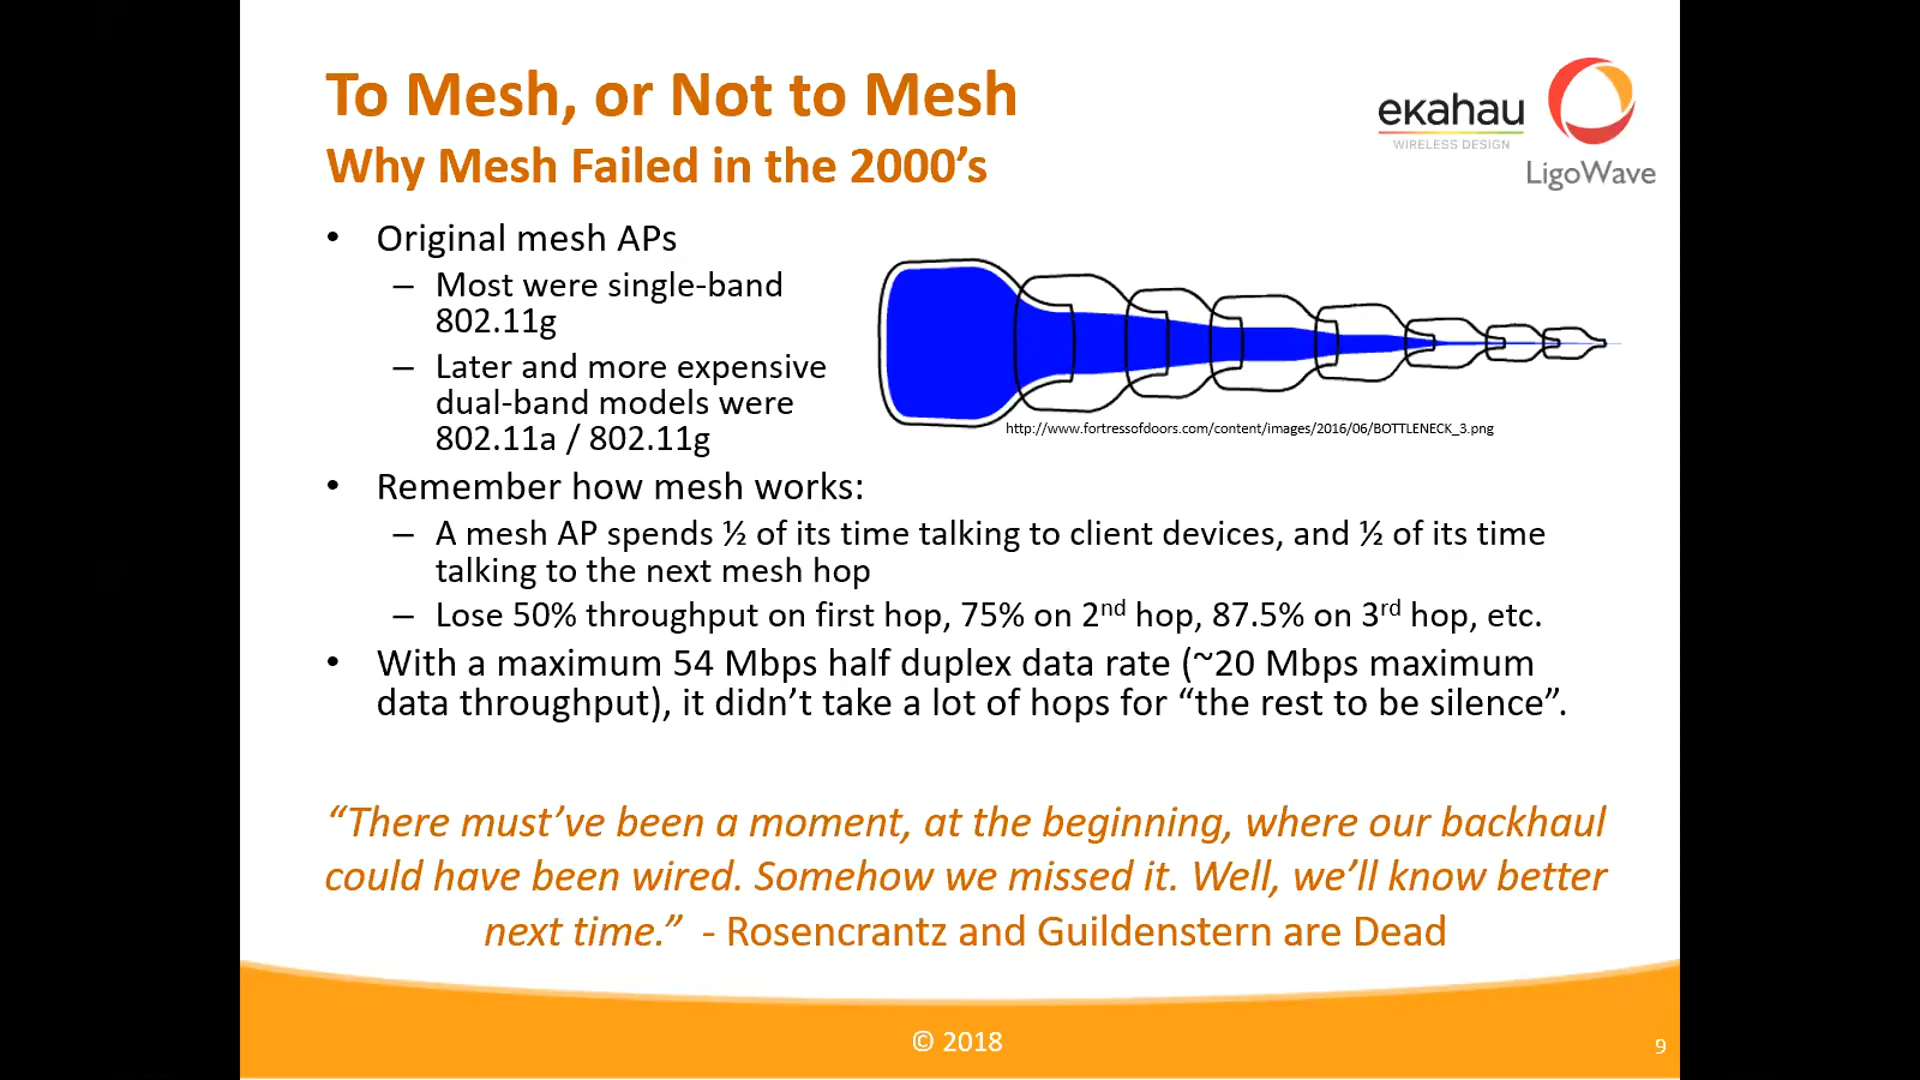 To Mesh, or Not to Mesh
Why Mesh Failed in the 2000’s
ekahau
WIRELESS DESIGN
LigoWave
• Original mesh APs
– Most were single-band
802.11g
– Later and more expensive
dual-band models were
802.11a / 802.11g
http://www.fortressofdoors.com/content/images/2016/06/BOTTLENECK_3.png
• Remember how mesh works:
– A mesh AP spends ½ of its time talking to client devices, and ½ of its time
talking to the next mesh hop
– Lose 50% throughput on first hop, 75% on 2nd hop, 87.5% on 3rd hop, etc.
• With a maximum 54 Mbps half duplex data rate (~20 Mbps maximum
data throughput), it didn’t take a lot of hops for “the rest to be silence”.
“There must’ve been a moment, at the beginning, where our backhaul
could have been wired. Somehow we missed it. Well, we’ll know better
next time.” - Rosencrantz and Guildenstern are Dead
© 2018
9